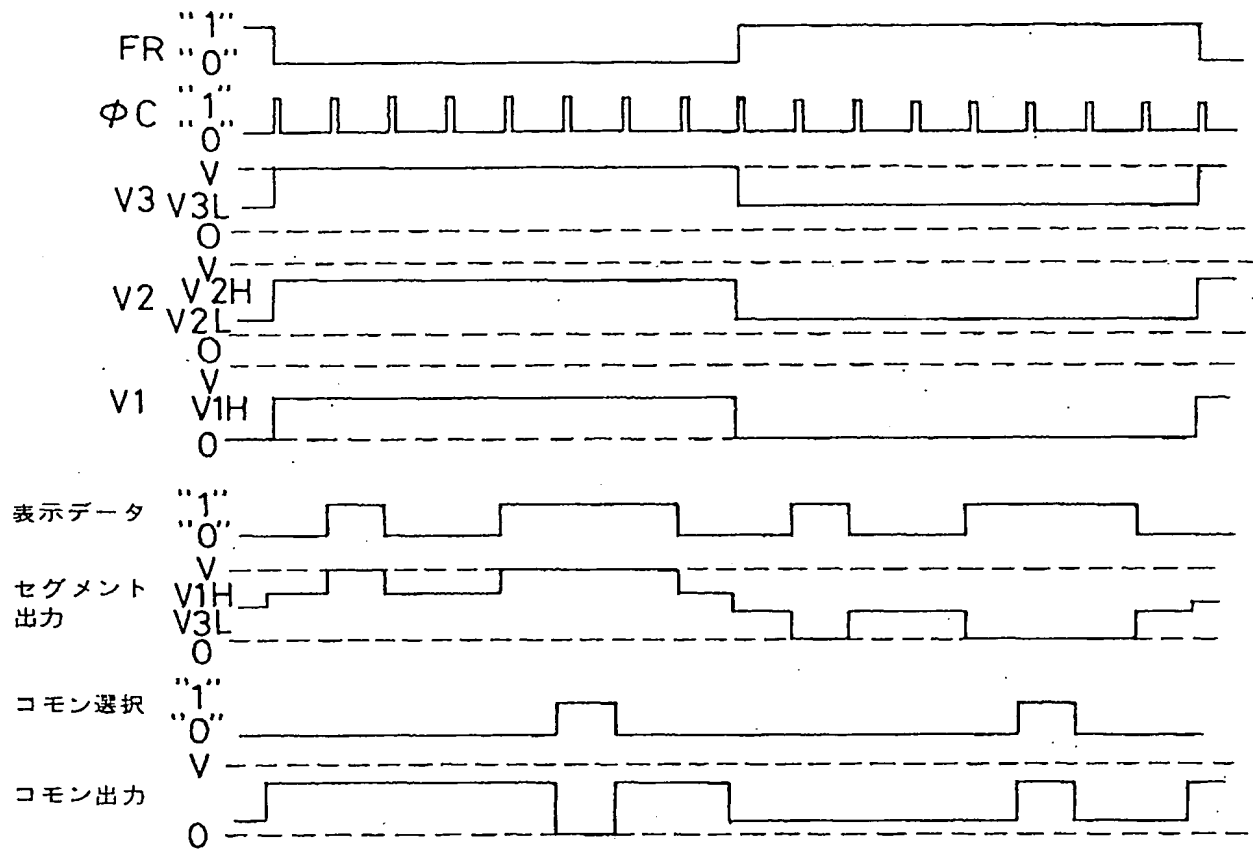 FR "1"
"0"
φC "1"
"0"
V
V3 V3L
0
V
V2 V2H
V2L
0
V
V1 V1H
0
表示データ "1"
"0"
V
セグメント V1H
出力 V3L
0
コモン選択 "1"
"0"
V
コモン出力
0